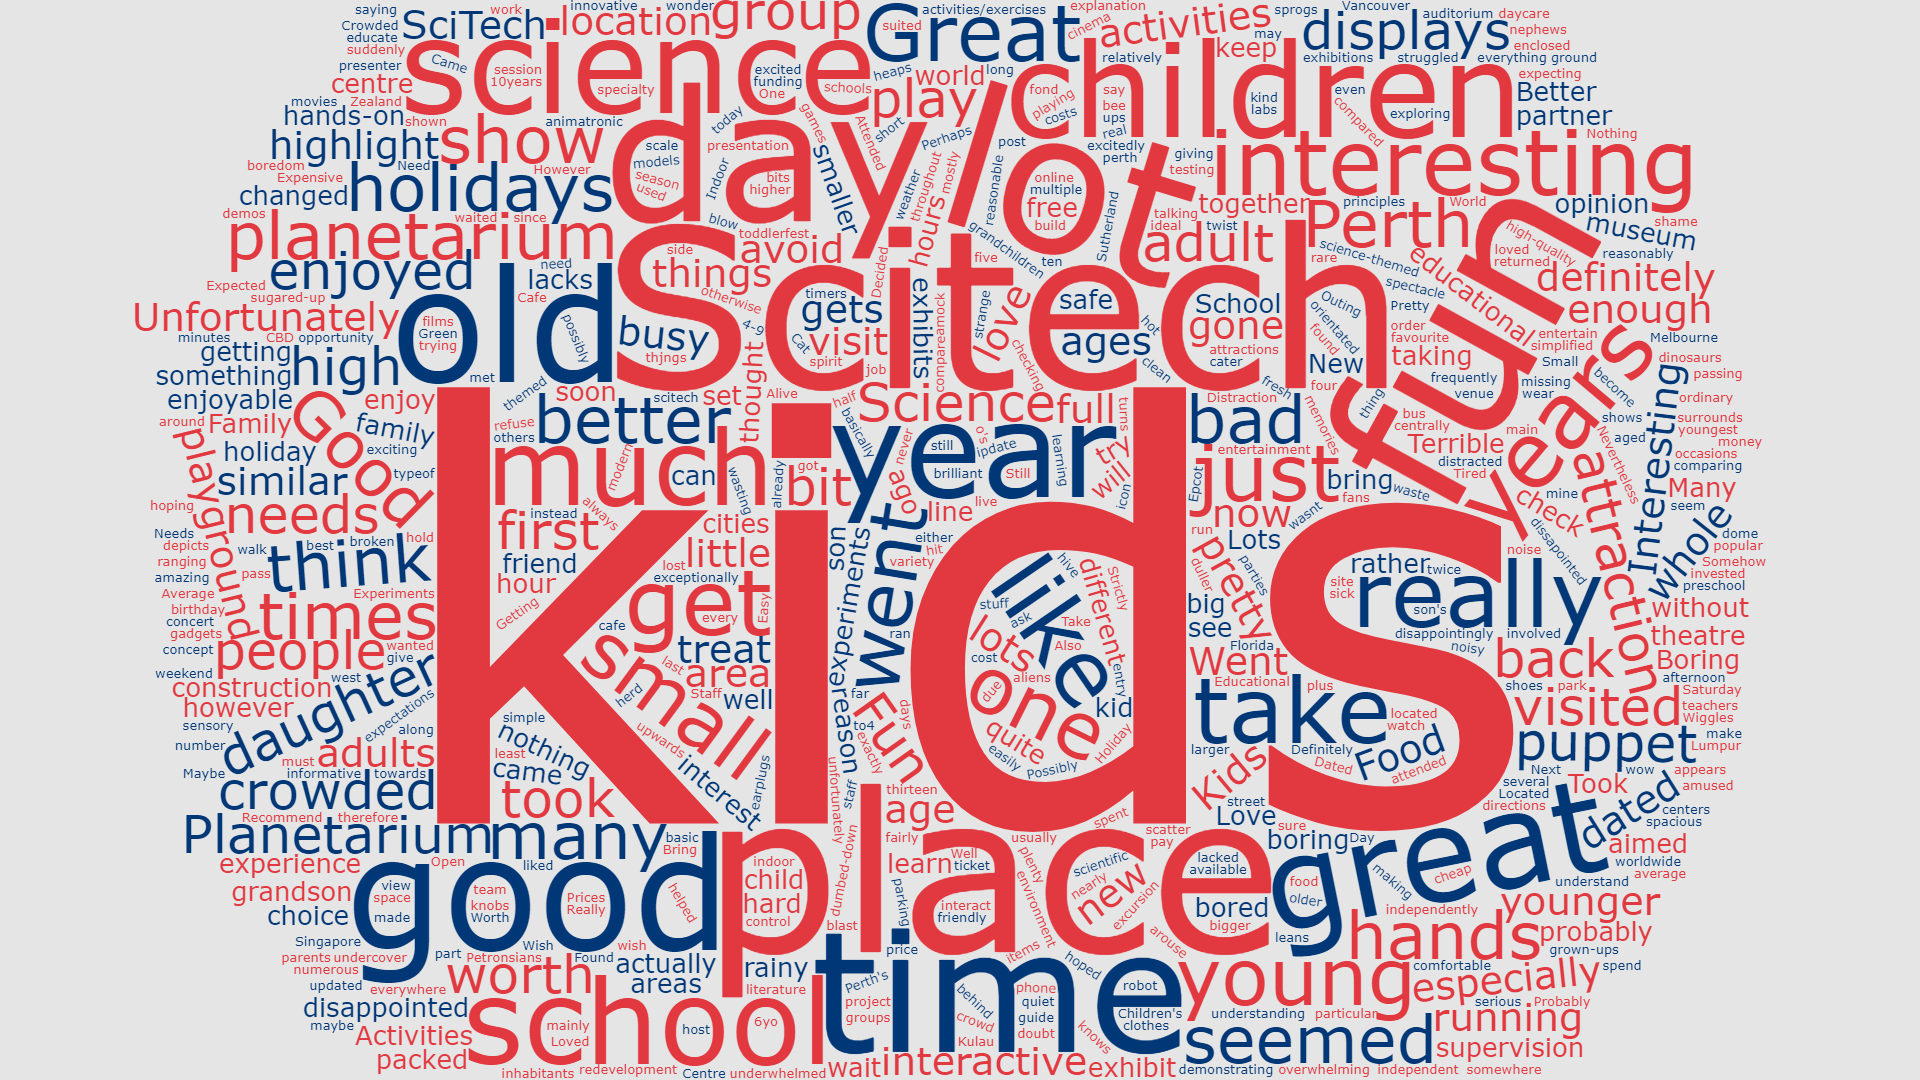 saying
work
innovative
wonder
group
Great
activities/exercises
explanation
activities
sprogs
Vancouver
auditorium
daycare
Crowded
SciTech
location
suited
cinema
may
displays
nephews
educate
suddenly
science
keep
enclosed
presenter
Came
session
excited
heaps
world
long
children
relatively
exhibitions
struggled
everything ground
centre
10years
funding
One
specialty
schools
play
fond
say
kind
even
expecting
Better
movies
Zealand
hands-on
shown
animatronic
today
games
Attended
short
playing
costs
bee
ups
labs
compared
exploring
partner
highlight
show
day
lot
scale
presentation
Perhaps
post
real
excitedly
perth
giving
interesting
Nothing
boredom
Need
However
models
Expensive
season
used
Indoor
bits
higher
smaller
weather
throughout
mostly
reasonable
online
multiple
free
build
testing
changed
holidays
together
principles
World
opinion
demos
waited
since
blow
toddlerfest
hours
grandchildren
Sutherland
talking
ideal
twist
Perth
fun
museum
shame
planetarium
side
avoid
Decided
five
ten
adult
rare
science-themed
high-quality
loved
returned
reasonably
enjoyed
need
lacks
Scitech
things
definitely
Expected
sugared-up
Cafe
otherwise
timers
exhibits
compareamock
strange
love
safe
School
Outing
orientated
spectacle
Pretty
educational
enough
Unfortunately
old
films
Green
trying
possibly
busy
4-9
gets
hot
gone
found
order
favourite
entertain
simplified
years
Melbourne
minutes
CBD
opportunity
getting
thjngs
Cat
visit
spirit
checking
ages
attractions
cater
New
taking
Small
dinosaurs
something
high
met
themed
thought
job
clean
fresh
four
frequently
venue
missing
wear
become
Interesting
passing
enjoyable
Good
enjoy
soon
scitech
set
Alive
half
Science
full
turns
Distraction
memories
thing
ordinary
around
Family
family
refuse
others
better
basically
year
bad
bus
centrally
main
shows
surrounds
youngest
playground
holiday
exciting
much
modern
got
never
still
o's
ipdate
learning
try
entertainment
Terrible
aged
Nevertheless
money
occasions
similar
typeof
can
wasting
already
bit
brilliant
Still
will
Epcot
just
distracted
Tired
attraction
comparing
hoping
needs
always
ago
live
icon
bring
waste
fans
check
mine
Many
seem
Needs
instead
first
cities
line
now
wasnt
whole
dome
depicts
walk
best
broken
hold
son
went
either
run
Lots
noise
dissapointed
popular
ranging
think
friend
little
lost
hit
variety
hive
pretty
parties
rather
twice
Somehow
amazing
pass
exceptionally
like
different
Strictly
duller
site
sick
really
invested
preschool
Average
Experiments
hour
get
experiments
stuff
big
son's
without
birthday
times
Getting
every
Easy
ask
Take
see
concert
gadgets
kids
cafe
ran
lots
Also
disappointingly
involved
theatre
concept
people
wanted
give
treat
cost
Florida
noisy
back
Boring
weekend
west
small
last
area
aliens
entry
Went
Educational
plus
afternoon
construction
herd
Staff
well
reason
far
due
one
kid
take
shoes
park
Saturday
however
daughter
expectations
simple
upwards
Fun
days
located
watch
visited
teachers
Wiggles
sensory
along
nothing
to4
quite
Holiday
make
number
must
adults
least
interest
earplugs
exactly
easily
Possibly
larger
Definitely
Food
puppet
Lumpur
Maybe
informative
towards
came
unfortunately
staff
Kids
Dated
attended
Next
wow
appears
crowded
took
thirteen
street
several
Located
Took
dated
amused
Recommend
therefore
age
spent
Love
sure
directions
centers
spacious
Planetarium
many
basic
Bring
place
fairly
usually
scatter
pay
boring
Day
great
aimed
experience
Open
liked
indoor
dumbed-down
learn
Well
ticket
plenty
scientific
lacked
available
worldwide
average
grandson
good
view
space
team
knobs
Prices
Really
helped
child
hard
parking
nearly
new
excursion
food
older
making
cheap
understand
choice
made
Worth
control
interact
friendly
environment
bored
independently
younger
Singapore
blast
arouse
bigger
leans
hands
probably
parents
undercover
part
Petronsians
Wish
Found
wish
price
items
hoped
grown-ups
numerous
worth
actually
rainy
time
young
comfortable
especially
spend
updated
everywhere
areas
literature
Perth's
behind
phone
robot
disappointed
school
project
groups
quiet
guide
Children's
clothes
understanding
particular
serious
Probably
maybe
Activities
mainly
Loved
host
6yo
crowd
Kulau
doubt
knows
seemed
running
packed
wait
interactive
exhibit
supervision
inhabitants
redevelopment
Centre
underwhelmed
demonstrating
overwhelming
independent
somewhere